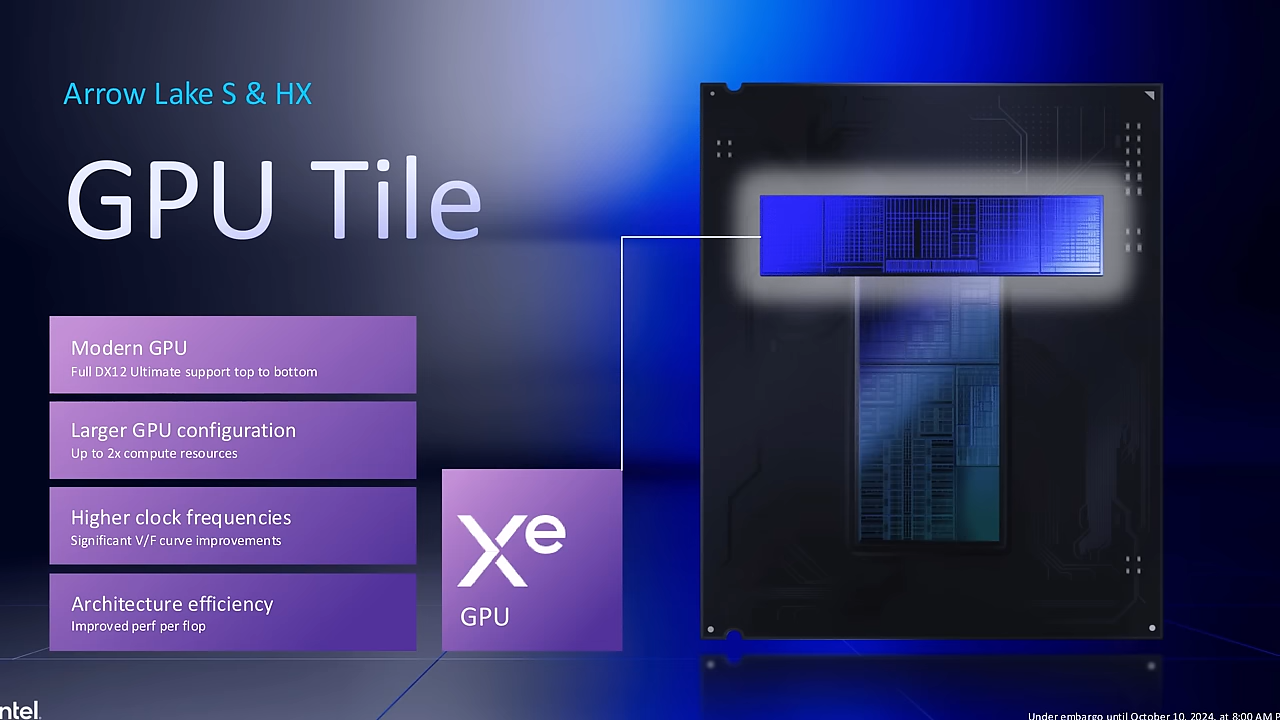 Arrow Lake S & HX
GPU Tile
Modern GPU
Full DX12 Ultimate support top to bottom
Larger GPU configuration
Up to 2x compute resources
Higher clock frequencies
Significant V/F curve improvements
Architecture efficiency
Improved perf per flop
Xe
GPU
ntel.
Under embargo until October 10, 2024, at 8:00 AM P